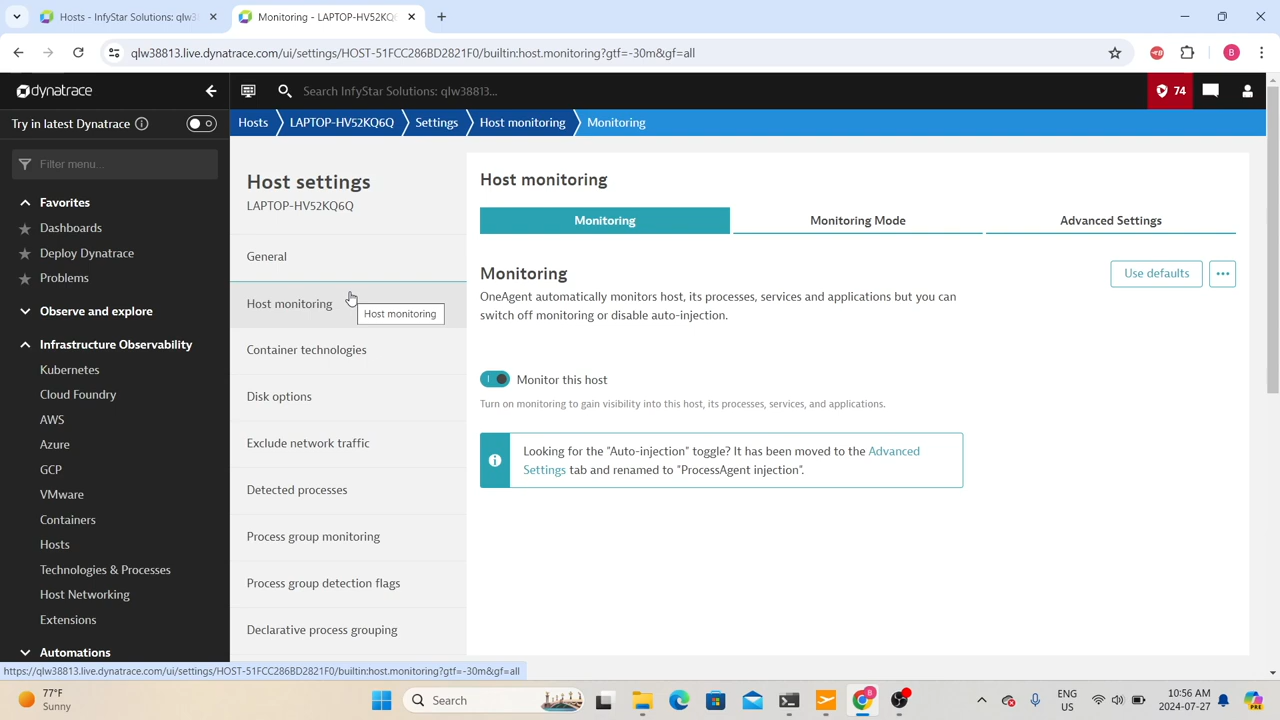 Hosts - InfyStar Solutions: qlw3
Monitoring - LAPTOP-HV52KQ6Q
qlw38813.live.dynatrace.com/ui/settings/HOST-51FCC286BD2821F0/builtin:host.monitoring?gtf=-30m&gf=all
B
dynatrace
Search InfyStar Solutions: qlw38813...
74
Try in latest Dynatrace
Hosts
LAPTOP-HV52KQ6Q
Settings
Host monitoring
Monitoring
Filter menu...
Favorites
Dashboards
Deploy Dynatrace
Problems
Observe and explore
Infrastructure Observability
Kubernetes
Cloud Foundry
AWS
Azure
GCP
VMware
Containers
Hosts
Technologies & Processes
Host Networking
Extensions
Automations
Host settings
LAPTOP-HV52KQ6Q
General
Host monitoring
Host monitoring
Container technologies
Disk options
Exclude network traffic
Detected processes
Process group monitoring
Process group detection flags
Declarative process grouping
Host monitoring
Monitoring
Monitoring Mode
Advanced Settings
Monitoring
Use defaults
OneAgent automatically monitors host, its processes, services and applications but you can
switch off monitoring or disable auto-injection.
Monitor this host
Turn on monitoring to gain visibility into this host, its processes, services, and applications.
Looking for the "Auto-injection" toggle? It has been moved to the Advanced
Settings tab and renamed to "ProcessAgent injection".
https://qlw38813.live.dynatrace.com/ui/settings/HOST-51FCC286BD2821F0/builtin:host.monitoring?gtf=-30m&gf=all
77°F
Sunny
Search
B
ENG
US
10:56 AM
2024-07-27
PRE